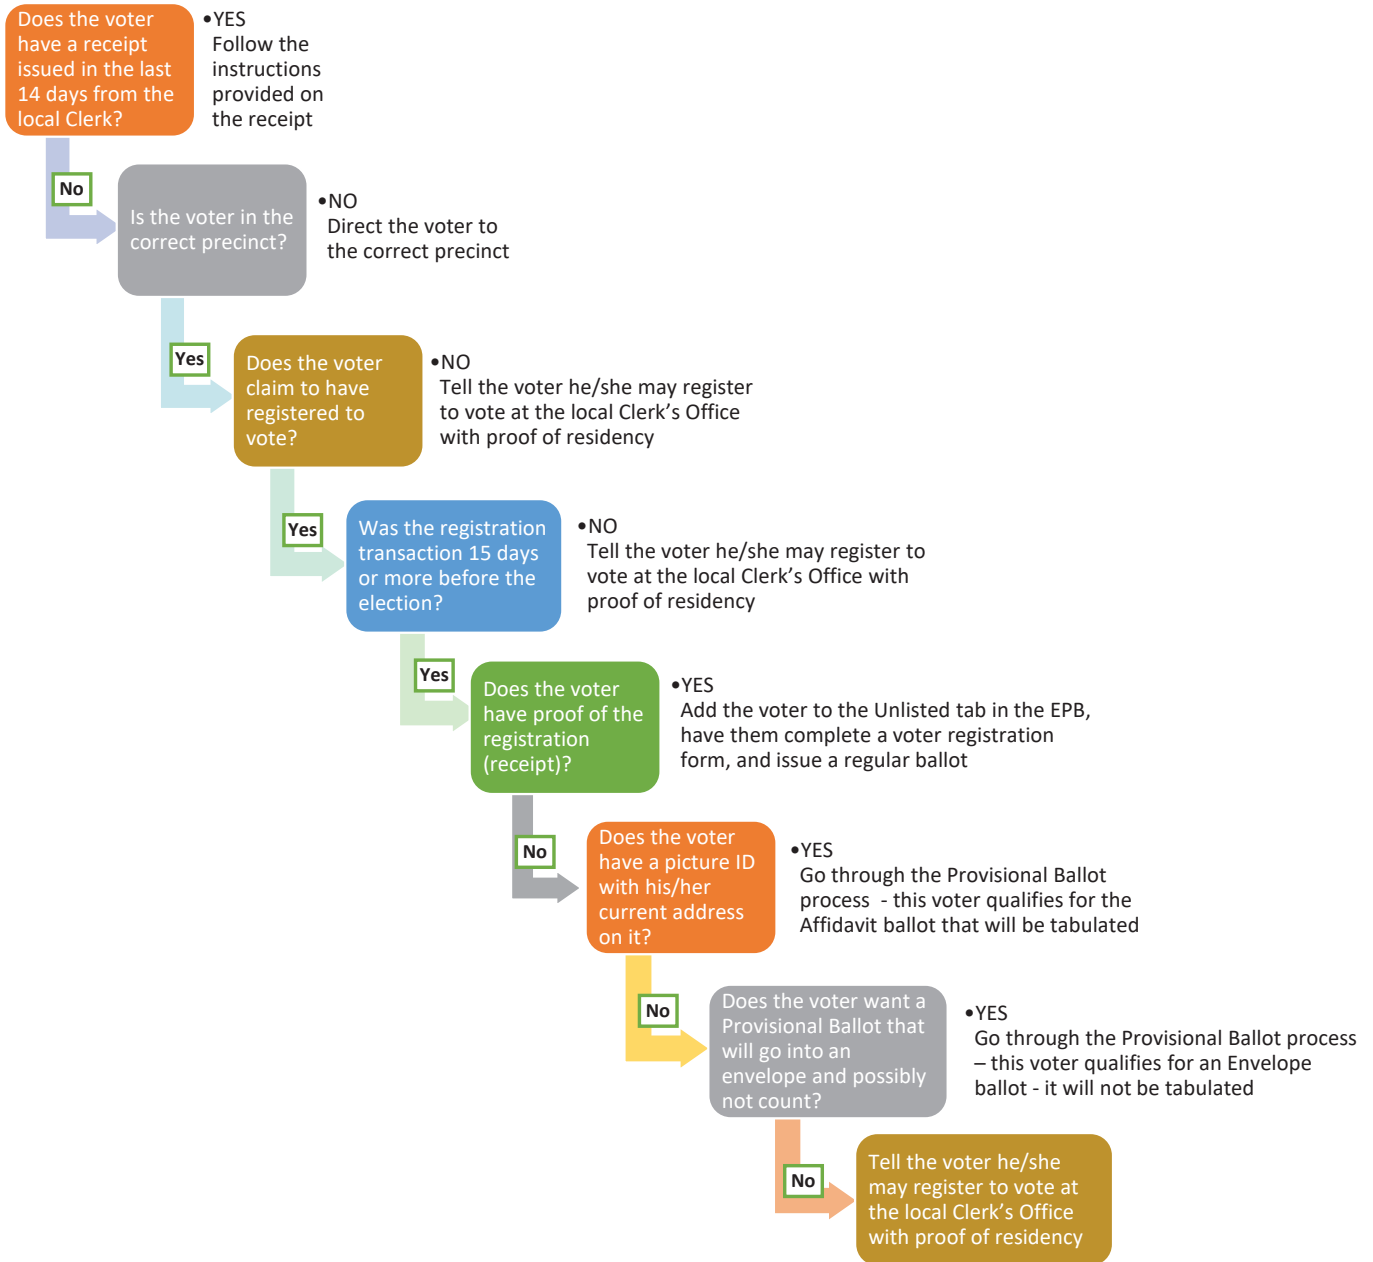 Does the voter
have a receipt
issued in the last
14 days from the
local Clerk?
•YES
Follow the
instructions
provided on
the receipt
No
Is the voter in the
correct precinct?
•NO
Direct the voter to
the correct precinct
Yes
Does the voter
claim to have
registered to
vote?
•NO
Tell the voter he/she may register
to vote at the local Clerk’s Office
with proof of residency
Yes
Was the registration
transaction 15 days
or more before the
election?
•NO
Tell the voter he/she may register to
vote at the local Clerk’s Office with
proof of residency
Yes
Does the voter
have proof of the
registration
(receipt)?
•YES
Add the voter to the Unlisted tab in the EPB,
have them complete a voter registration
form, and issue a regular ballot
No
Does the voter
have a picture ID
with his/her
current address
on it?
•YES
Go through the Provisional Ballot
process - this voter qualifies for the
Affidavit ballot that will be tabulated
No
Does the voter want a
Provisional Ballot that
will go into an
envelope and possibly
not count?
•YES
Go through the Provisional Ballot process
– this voter qualifies for an Envelope
ballot - it will not be tabulated
No
Tell the voter he/she
may register to vote at
the local Clerk’s Office
with proof of residency